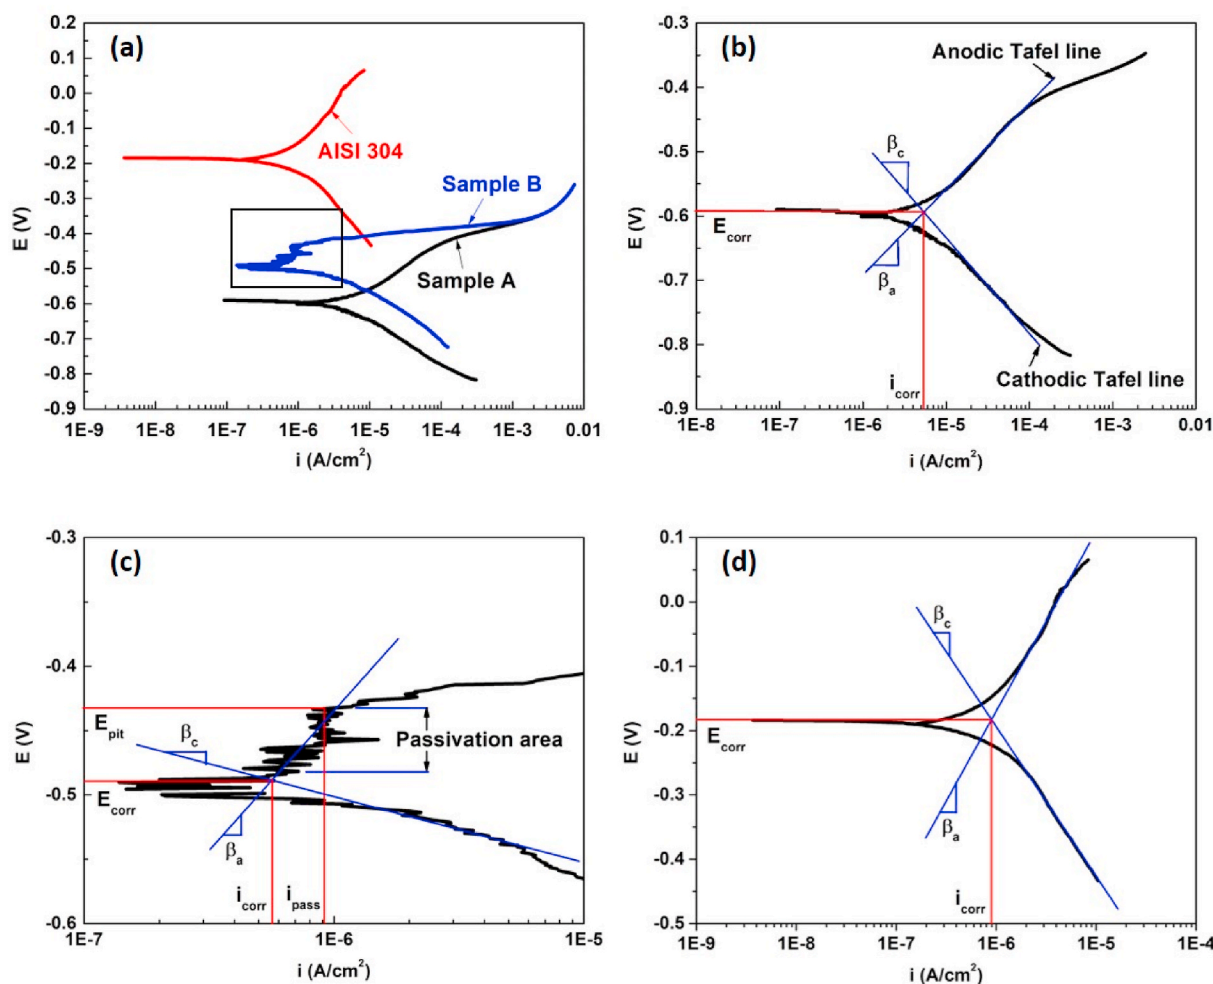 (a)
0.2
0.1
0.0
-0.1
-0.2
-0.3
-0.4
-0.5
-0.6
-0.7
-0.8
-0.9
E (V)
AISI 304
Sample B
Sample A
1E-9 1E-8 1E-7 1E-6 1E-5 1E-4 1E-3 0.01
i (A/cm²)
(b)
-0.3
-0.4
-0.5
-0.6
-0.7
-0.8
-0.9
E (V)
Anodic Tafel line
βc
Ecorr
βa
icorr
Cathodic Tafel line
1E-8 1E-7 1E-6 1E-5 1E-4 1E-3 0.01
i (A/cm²)
(c)
-0.3
-0.4
-0.5
-0.6
E (V)
Epit
βc
Passivation area
Ecorr
βa
icorr ipass
1E-7 1E-6 1E-5
i (A/cm²)
(d)
0.1
0.0
-0.1
-0.2
-0.3
-0.4
-0.5
E (V)
βc
Ecorr
βa
icorr
1E-9 1E-8 1E-7 1E-6 1E-5 1E-4
i (A/cm²)